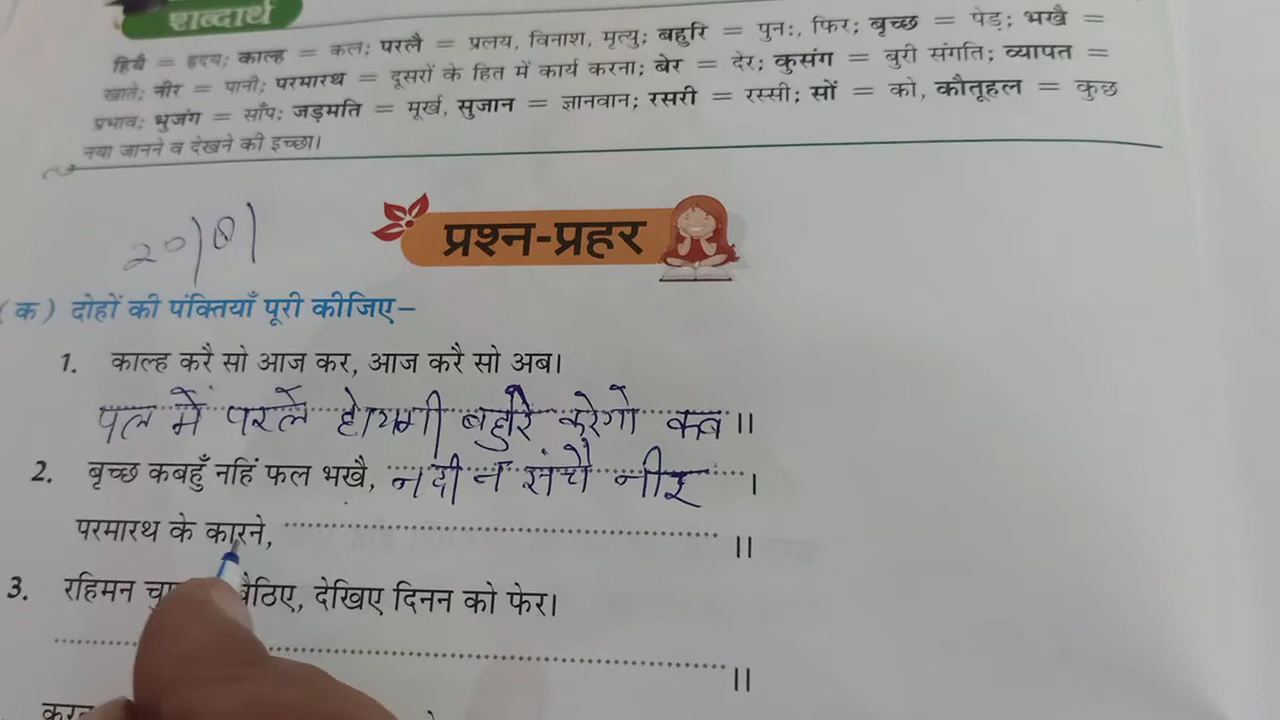 शब्दार्थ
हियै = हृदय; काल्ह = कल; परलै = प्रलय, विनाश, मृत्यु; बहुरि = पुनः, फिर; बृच्छ = पेड़; भखै =
खाते; नीर = पानी; परमारथ = दूसरों के हित में कार्य करना; बेर = देर; कुसंग = बुरी संगति; व्यापत =
प्रभाव; भुजंग = साँप; जड़मति = मूर्ख, सुजान = ज्ञानवान; रसरी = रस्सी; सों = को, कौतूहल = कुछ
नया जानने व देखने की इच्छा।
प्रश्न-प्रहर
(क) दोहों की पंक्तियाँ पूरी कीजिए–
1. काल्ह करै सो आज कर, आज करै सो अब।
पल में परले होयगी बहुरि करेगो कब ।।
2. बृच्छ कबहुँ नहिं फल भखै, नदी न संचै नीर ।
परमारथ के कारने, ।।
3. रहिमन बैठिए, देखिए दिनन को फेर।
।।